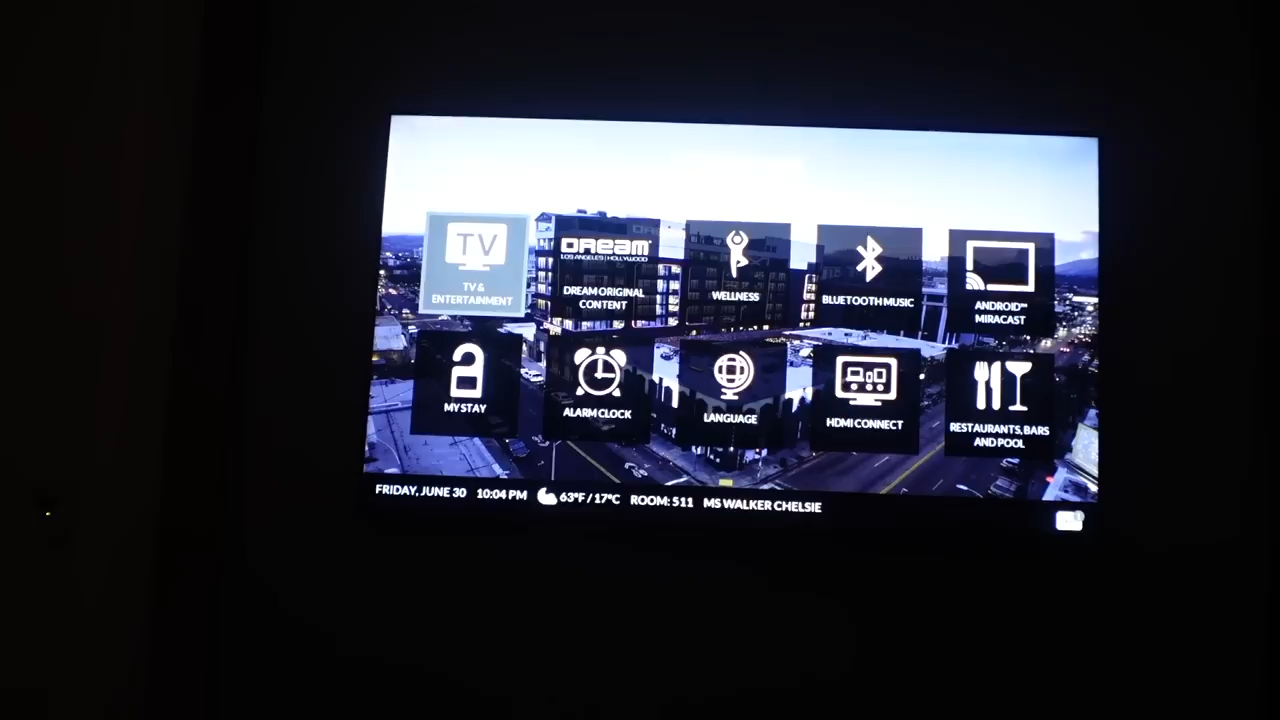 TV
TV &
ENTERTAINMENT
DREAM
LOS ANGELES | HOLLYWOOD
DREAM ORIGINAL
CONTENT
WELLNESS
BLUETOOTH MUSIC
ANDROID™
MIRACAST
MY STAY
ALARM CLOCK
LANGUAGE
HDMI CONNECT
RESTAURANTS, BARS
AND POOL
FRIDAY, JUNE 30 10:04 PM 63°F / 17°C ROOM: 511 MS WALKER CHELSIE